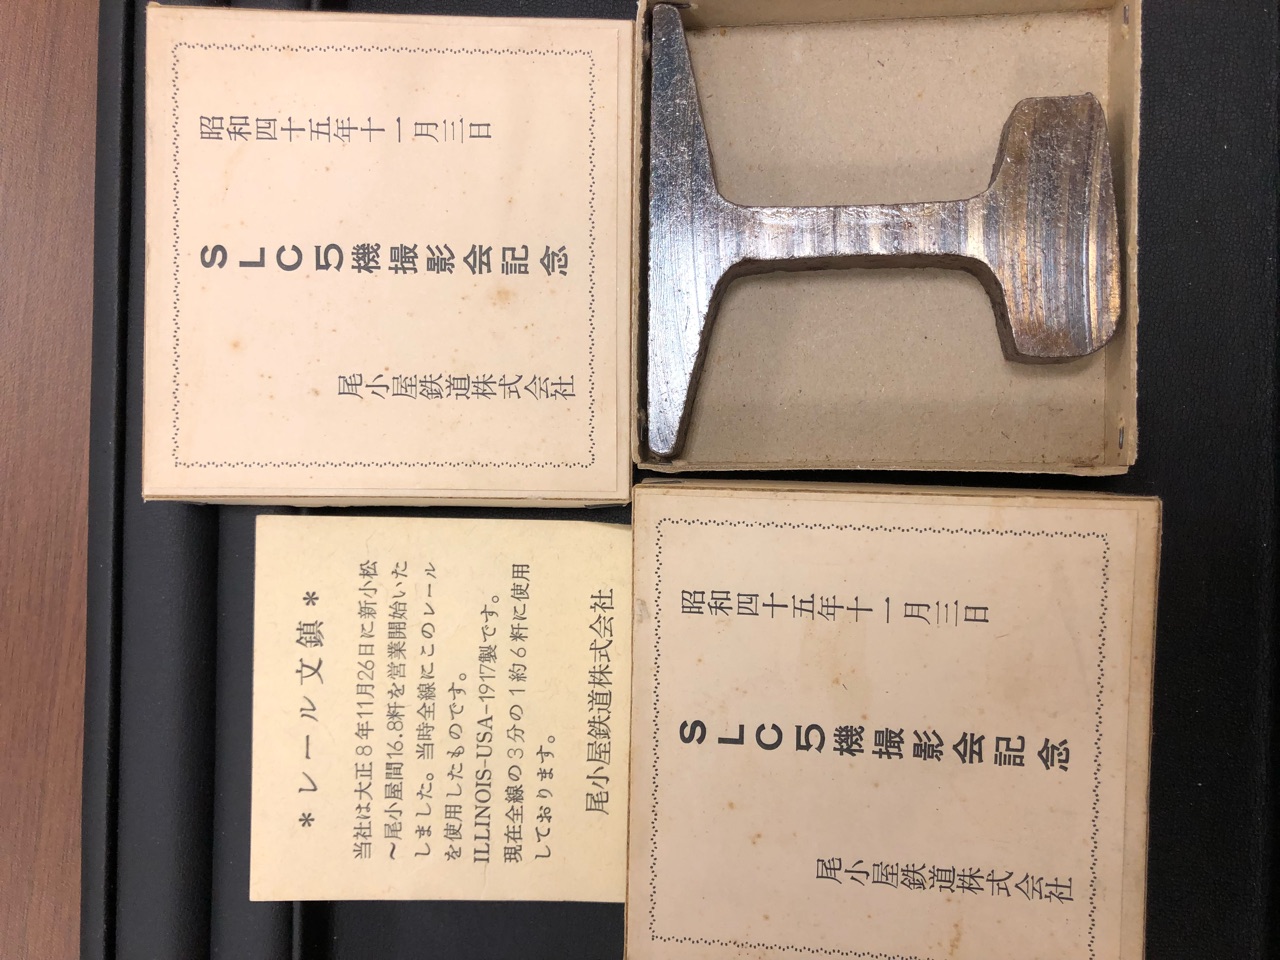 昭和四十五年十一月三日
SLC5機撮影会記念
尾小屋鉄道株式会社
＊レール文鎮＊
当社は大正8年11月26日に新小松
〜尾小屋間16.8粁を営業開始いた
しました。当時全線にこのレール
を使用したものです。
ILLINOIS-USA-1917製です。
現在全線の3分の1約6粁に使用
しております。
尾小屋鉄道株式会社
昭和四十五年十一月三日
SLC5機撮影会記念
尾小屋鉄道株式会社